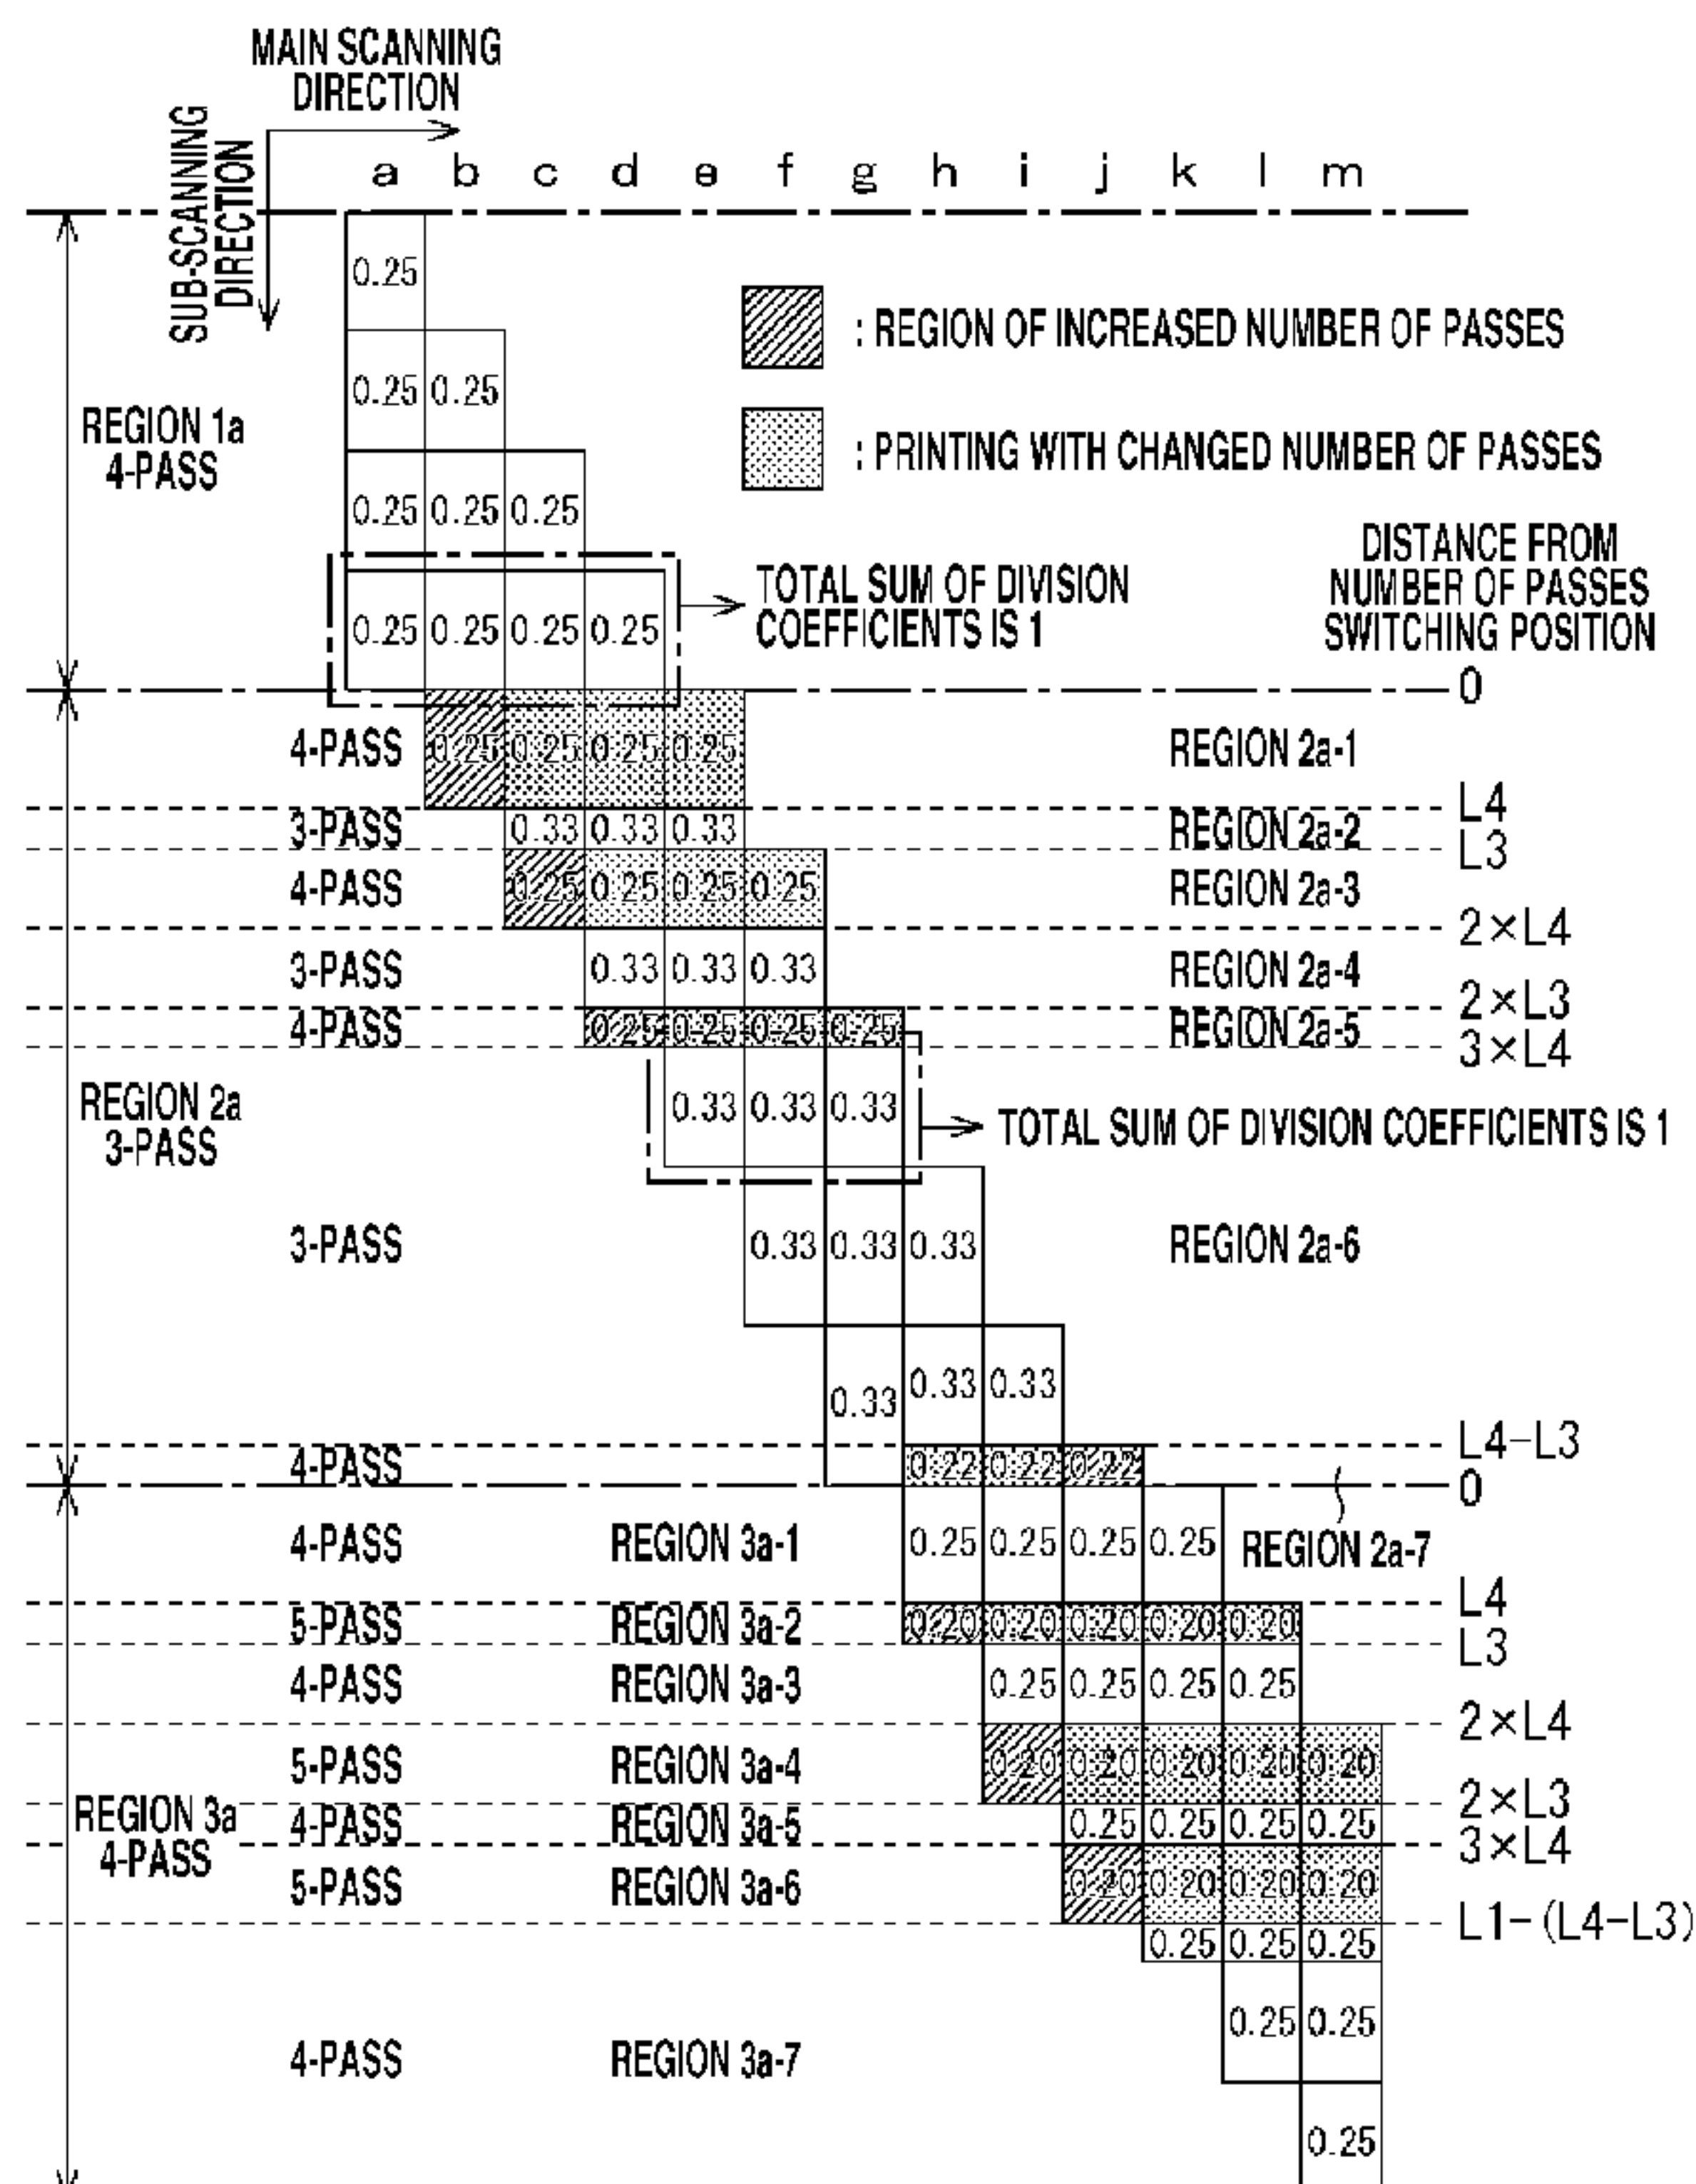 MAIN SCANNING
DIRECTION
SUB-SCANNING
DIRECTION
a b c d e f g h i j k l m
0.25
: REGION OF INCREASED NUMBER OF PASSES
0.25 0.25
REGION 1a
4-PASS
: PRINTING WITH CHANGED NUMBER OF PASSES
0.25 0.25 0.25
DISTANCE FROM
NUMBER OF PASSES
SWITCHING POSITION
TOTAL SUM OF DIVISION
COEFFICIENTS IS 1
0.25 0.25 0.25 0.25
0
4-PASS 0.25 0.25 0.25 0.25 REGION 2a-1
L4
3-PASS 0.33 0.33 0.33 REGION 2a-2
L3
4-PASS 0.25 0.25 0.25 0.25 REGION 2a-3
2×L4
3-PASS 0.33 0.33 0.33 REGION 2a-4
2×L3
4-PASS 0.25 0.25 0.25 0.25 REGION 2a-5
3×L4
REGION 2a
3-PASS
0.33 0.33 0.33
TOTAL SUM OF DIVISION COEFFICIENTS IS 1
3-PASS 0.33 0.33 0.33 REGION 2a-6
0.33 0.33 0.33
L4-L3
4-PASS 0.22 0.22 0.22
0
4-PASS REGION 3a-1 0.25 0.25 0.25 0.25 REGION 2a-7
L4
5-PASS REGION 3a-2 0.20 0.20 0.20 0.20 0.20
L3
4-PASS REGION 3a-3 0.25 0.25 0.25 0.25
2×L4
5-PASS REGION 3a-4 0.20 0.20 0.20 0.20 0.20
2×L3
REGION 3a
4-PASS
4-PASS REGION 3a-5 0.25 0.25 0.25 0.25
3×L4
5-PASS REGION 3a-6 0.20 0.20 0.20 0.20
L1-(L4-L3)
0.25 0.25 0.25
0.25 0.25
4-PASS REGION 3a-7
0.25